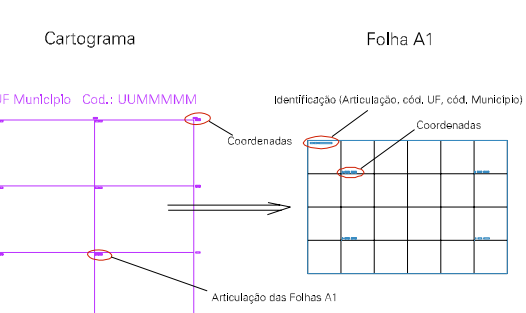 Cartograma
Folha A1
UF Município Cod.: UUMMMMM
Identificação (Articulação, cód. UF, cód. Município)
Coordenadas
Coordenadas
Articulação das Folhas A1